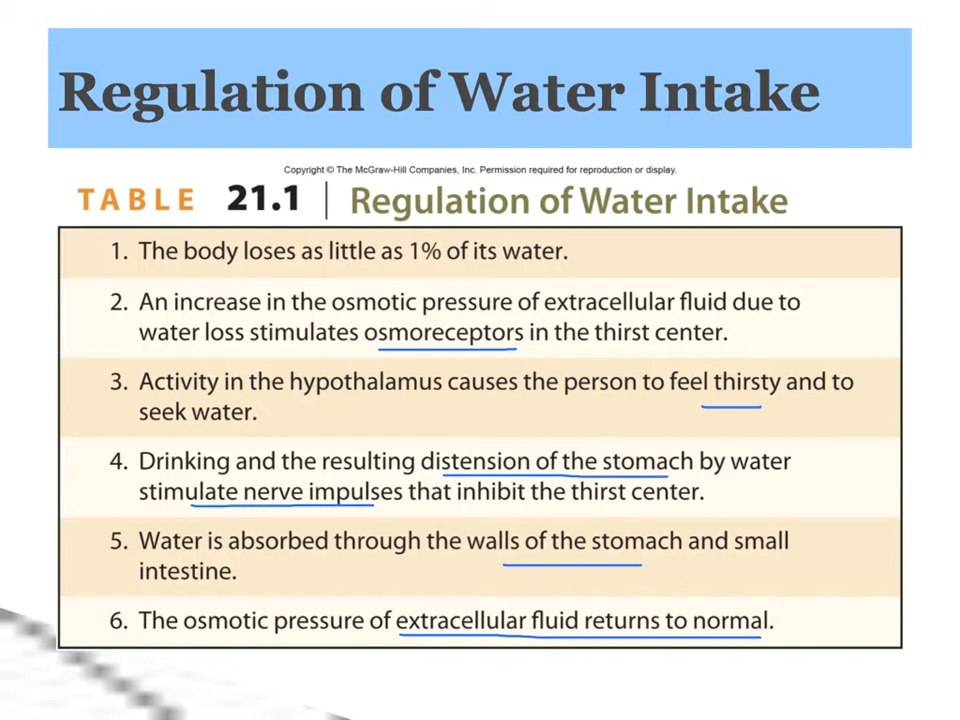 Regulation of Water Intake
Copyright © The McGraw-Hill Companies, Inc. Permission required for reproduction or display.
TABLE 21.1 | Regulation of Water Intake
1. The body loses as little as 1% of its water.
2. An increase in the osmotic pressure of extracellular fluid due to
water loss stimulates osmoreceptors in the thirst center.
3. Activity in the hypothalamus causes the person to feel thirsty and to
seek water.
4. Drinking and the resulting distension of the stomach by water
stimulate nerve impulses that inhibit the thirst center.
5. Water is absorbed through the walls of the stomach and small
intestine.
6. The osmotic pressure of extracellular fluid returns to normal.